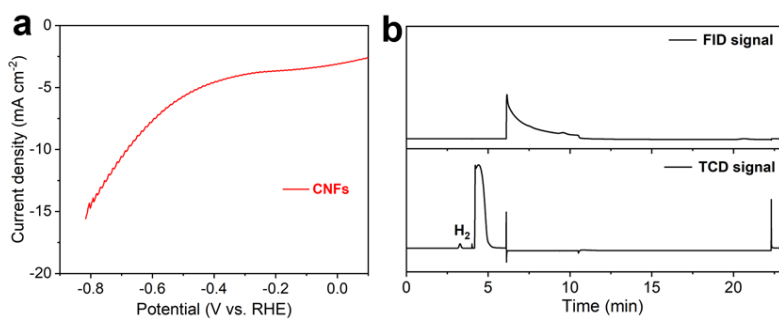 a
0
-5
-10
-15
-20
Current density (mA cm⁻²)
CNFs
-0.8 -0.6 -0.4 -0.2 0.0
Potential (V vs. RHE)
b
FID signal
TCD signal
H₂
0 5 10 15 20
Time (min)